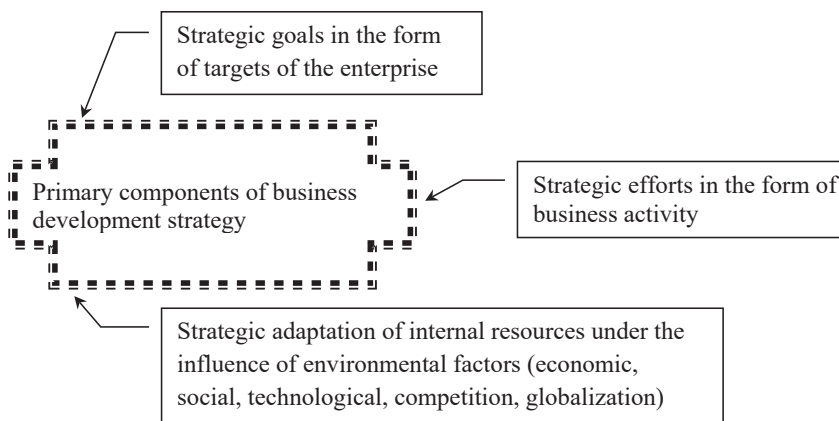 Strategic goals in the form
of targets of the enterprise
Primary components of business
development strategy
Strategic efforts in the form of
business activity
Strategic adaptation of internal resources under the
influence of environmental factors (economic,
social, technological, competition, globalization)